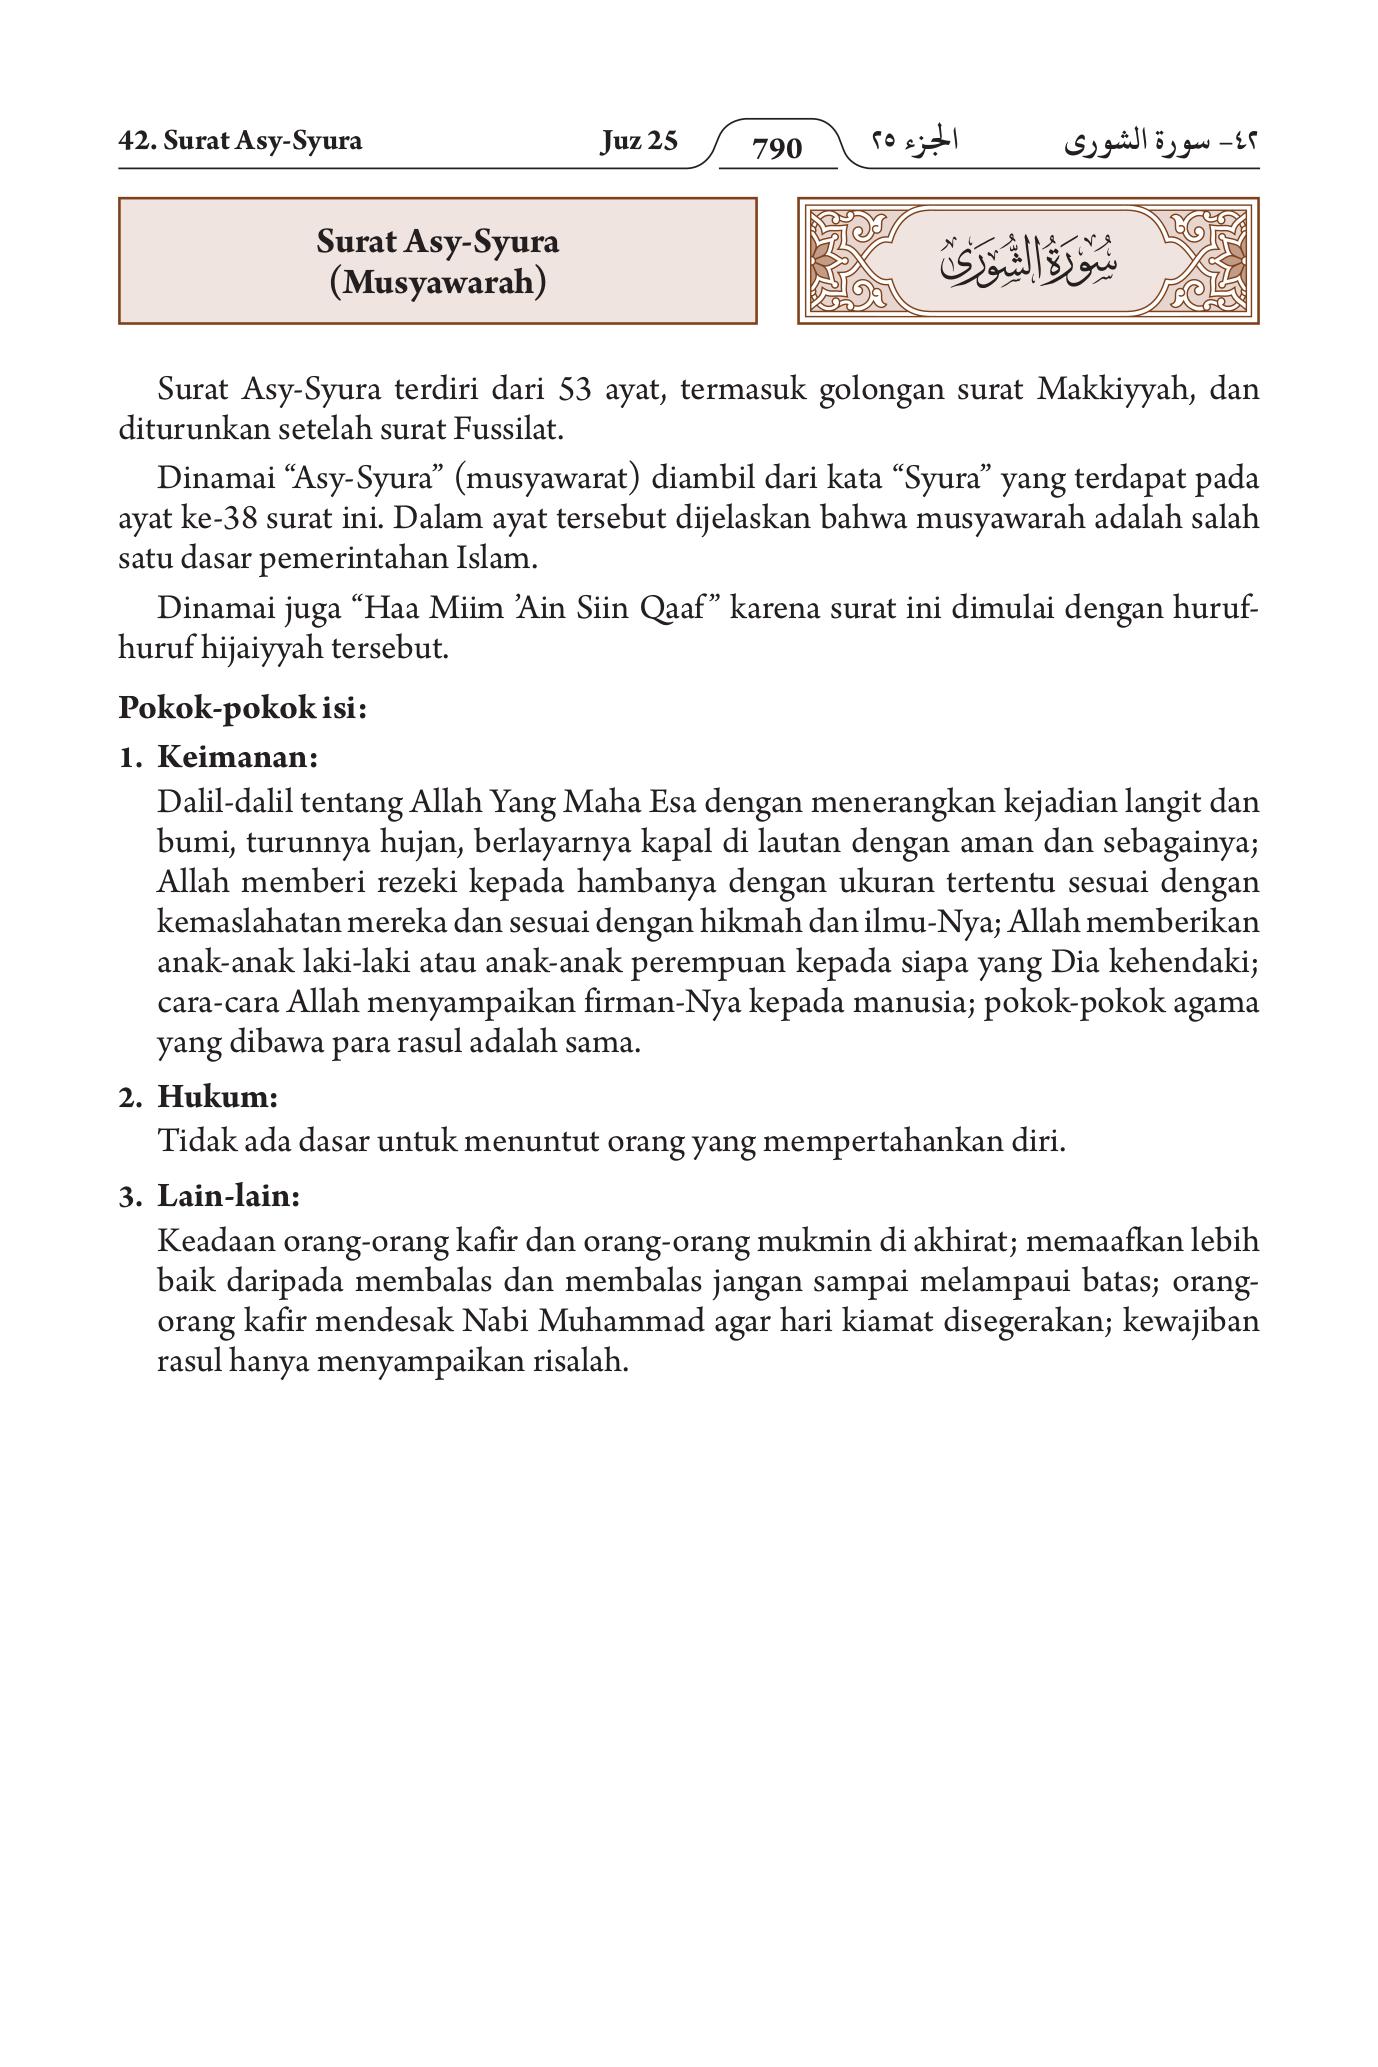 42. Surat Asy-Syura Juz 25 790 الجزء ٢٥ ٤٢- سورة الشورى
Surat Asy-Syura
(Musyawarah)
سُوۡرَةُ الشُّوۡرٰى
Surat Asy-Syura terdiri dari 53 ayat, termasuk golongan surat Makkiyyah, dan
diturunkan setelah surat Fussilat.
Dinamai “Asy-Syura” (musyawarat) diambil dari kata “Syura” yang terdapat pada
ayat ke-38 surat ini. Dalam ayat tersebut dijelaskan bahwa musyawarah adalah salah
satu dasar pemerintahan Islam.
Dinamai juga “Haa Miim ’Ain Siin Qaaf” karena surat ini dimulai dengan huruf-
huruf hijaiyyah tersebut.
Pokok-pokok isi:
1. Keimanan:
Dalil-dalil tentang Allah Yang Maha Esa dengan menerangkan kejadian langit dan
bumi, turunnya hujan, berlayarnya kapal di lautan dengan aman dan sebagainya;
Allah memberi rezeki kepada hambanya dengan ukuran tertentu sesuai dengan
kemaslahatan mereka dan sesuai dengan hikmah dan ilmu-Nya; Allah memberikan
anak-anak laki-laki atau anak-anak perempuan kepada siapa yang Dia kehendaki;
cara-cara Allah menyampaikan firman-Nya kepada manusia; pokok-pokok agama
yang dibawa para rasul adalah sama.
2. Hukum:
Tidak ada dasar untuk menuntut orang yang mempertahankan diri.
3. Lain-lain:
Keadaan orang-orang kafir dan orang-orang mukmin di akhirat; memaafkan lebih
baik daripada membalas dan membalas jangan sampai melampaui batas; orang-
orang kafir mendesak Nabi Muhammad agar hari kiamat disegerakan; kewajiban
rasul hanya menyampaikan risalah.